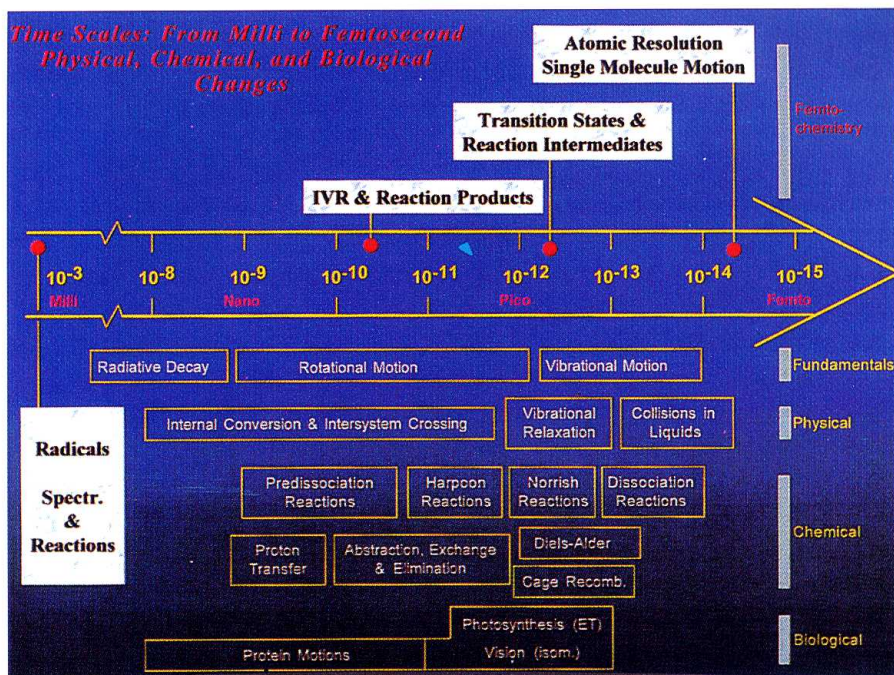 Time Scales: From Milli to Femtosecond
Physical, Chemical, and Biological
Changes
Atomic Resolution
Single Molecule Motion
Femto-
chemistry
Transition States &
Reaction Intermediates
IVR & Reaction Products
10-3 10-8 10-9 10-10 10-11 10-12 10-13 10-14 10-15
Milli Nano Pico Femto
Radiative Decay Rotational Motion Vibrational Motion Fundamentals
Radicals
Spectr.
&
Reactions
Internal Conversion & Intersystem Crossing
Vibrational
Relaxation
Collisions in
Liquids
Physical
Predissociation
Reactions
Harpoon
Reactions
Norrish
Reactions
Dissociation
Reactions
Proton
Transfer
Abstraction, Exchange
& Elimination
Diels-Alder
Cage Recomb.
Chemical
Photosynthesis (ET)
Protein Motions Vision (isom.)
Biological